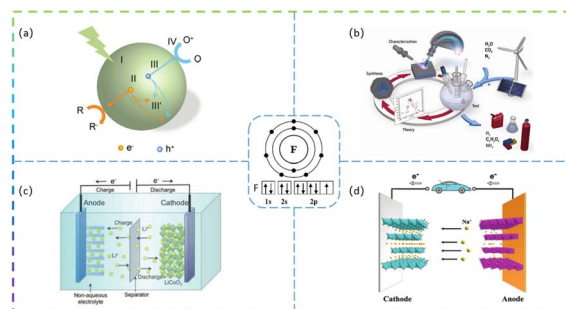 (a)
I
IV
O⁺
O
III
II
R
R⁻
III'
e⁻
h⁺
(b)
Characterization
Synthesis
Theory
Test
H₂O
CO₂
N₂
H₂
CₓHᵧO_z
NH₃
F
F
1s 2s 2p
(c)
e⁻ e⁻
Charge Discharge
Anode Cathode
Charge
Li⁺
Li⁺
Discharge
LiCoO₂
Non-aqueous
electrolyte
Separator
(d)
e⁺ e⁺
Na⁺
Cathode Anode